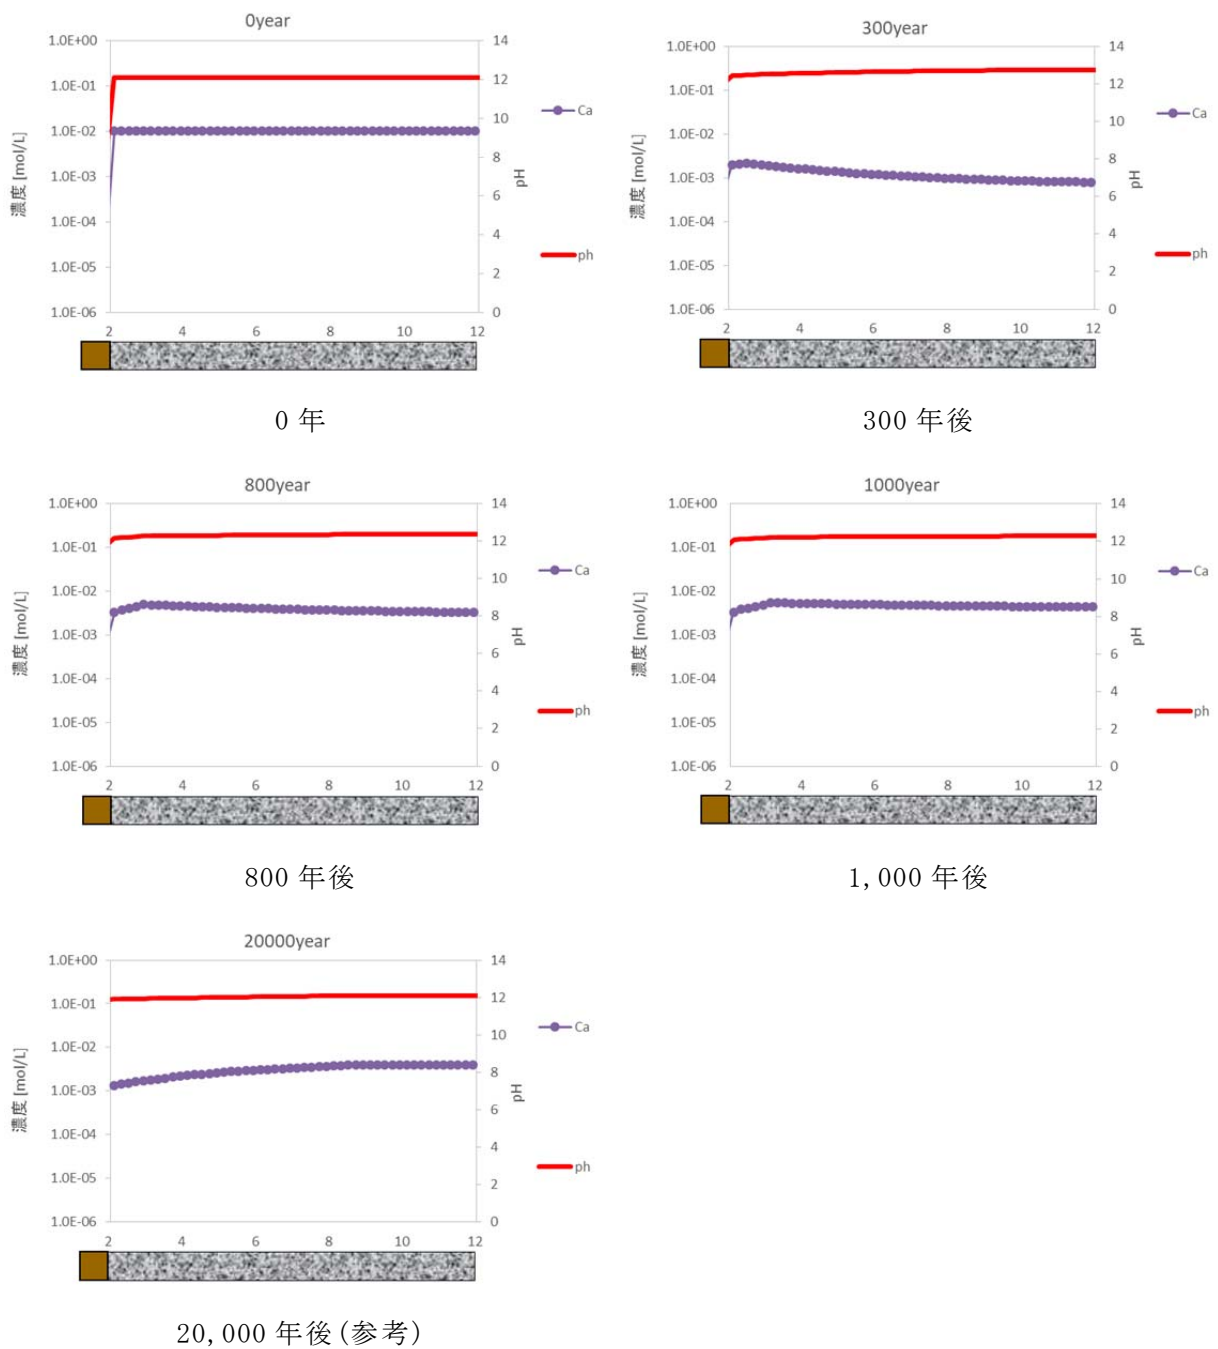 0year
1.0E+00
1.0E-01
1.0E-02
1.0E-03
1.0E-04
1.0E-05
1.0E-06
濃度 [mol/L]
14
12
10
8
6
4
2
0
pH
Ca
ph
2 4 6 8 10 12
0 年
300year
1.0E+00
1.0E-01
1.0E-02
1.0E-03
1.0E-04
1.0E-05
1.0E-06
濃度 [mol/L]
14
12
10
8
6
4
2
0
pH
Ca
ph
2 4 6 8 10 12
300 年後
800year
1.0E+00
1.0E-01
1.0E-02
1.0E-03
1.0E-04
1.0E-05
1.0E-06
濃度 [mol/L]
14
12
10
8
6
4
2
0
pH
Ca
ph
2 4 6 8 10 12
800 年後
1000year
1.0E+00
1.0E-01
1.0E-02
1.0E-03
1.0E-04
1.0E-05
1.0E-06
濃度 [mol/L]
14
12
10
8
6
4
2
0
pH
Ca
ph
2 4 6 8 10 12
1,000 年後
20000year
1.0E+00
1.0E-01
1.0E-02
1.0E-03
1.0E-04
1.0E-05
1.0E-06
濃度 [mol/L]
14
12
10
8
6
4
2
0
pH
Ca
ph
2 4 6 8 10 12
20,000 年後(参考)